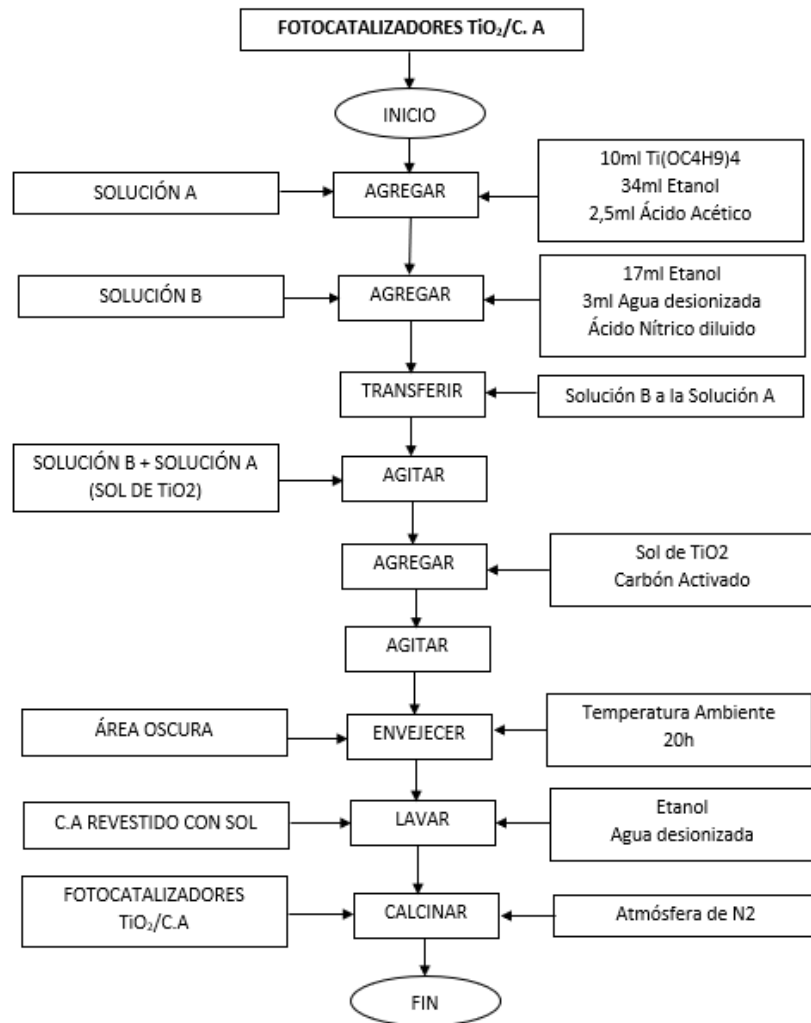 FOTOCATALIZADORES TiO₂/C. A
INICIO
SOLUCIÓN A
AGREGAR
10ml Ti(OC4H9)4
34ml Etanol
2,5ml Ácido Acético
SOLUCIÓN B
AGREGAR
17ml Etanol
3ml Agua desionizada
Ácido Nítrico diluido
TRANSFERIR
Solución B a la Solución A
SOLUCIÓN B + SOLUCIÓN A
(SOL DE TiO2)
AGITAR
AGREGAR
Sol de TiO2
Carbón Activado
AGITAR
ÁREA OSCURA
ENVEJECER
Temperatura Ambiente
20h
C.A REVESTIDO CON SOL
LAVAR
Etanol
Agua desionizada
FOTOCATALIZADORES
TiO₂/C.A
CALCINAR
Atmósfera de N2
FIN